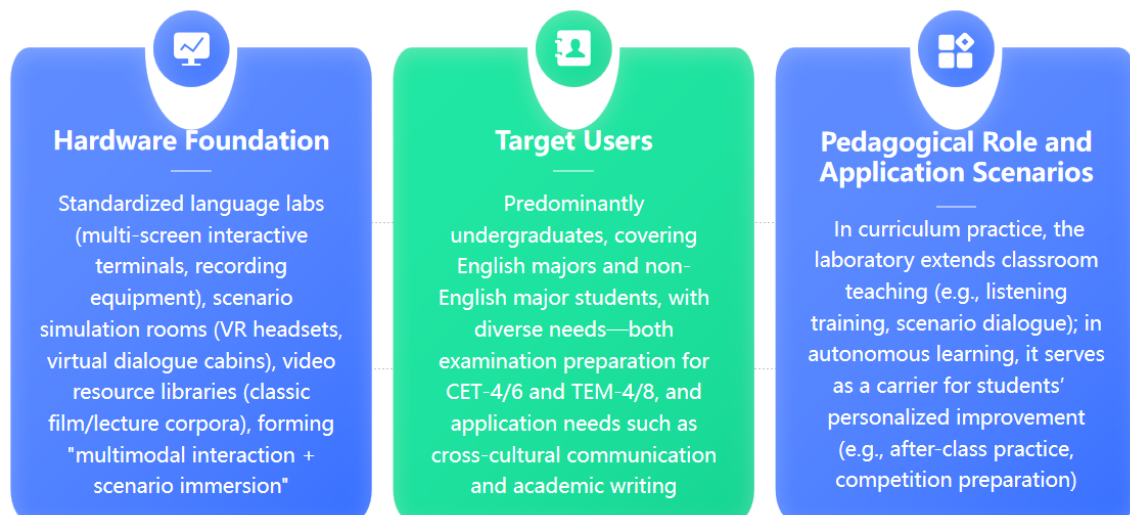 Hardware Foundation
Standardized language labs
(multi-screen interactive
terminals, recording
equipment), scenario
simulation rooms (VR headsets,
virtual dialogue cabins), video
resource libraries (classic
film/lecture corpora), forming
"multimodal interaction +
scenario immersion"
Target Users
Predominantly
undergraduates, covering
English majors and non-
English major students, with
diverse needs—both
examination preparation for
CET-4/6 and TEM-4/8, and
application needs such as
cross-cultural communication
and academic writing
Pedagogical Role and
Application Scenarios
In curriculum practice, the
laboratory extends classroom
teaching (e.g., listening
training, scenario dialogue); in
autonomous learning, it serves
as a carrier for students’
personalized improvement
(e.g., after-class practice,
competition preparation)